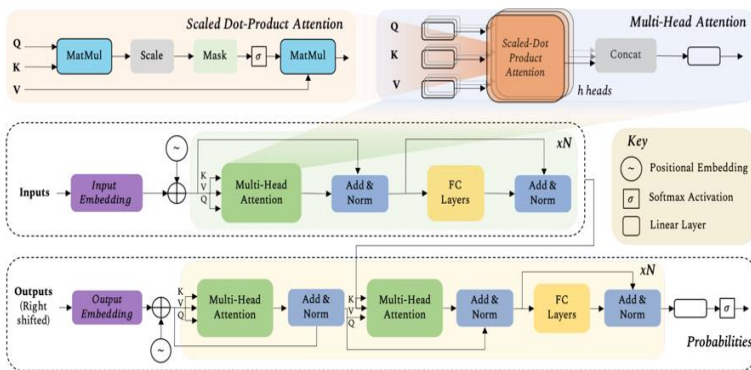 Scaled Dot-Product Attention
Q
K
V
MatMul
Scale
Mask
σ
MatMul
Multi-Head Attention
Q
K
V
Scaled-Dot
Product
Attention
Concat
h heads
xN
Inputs
Input
Embedding
~
K
V
Q
Multi-Head
Attention
Add &
Norm
FC
Layers
Add &
Norm
Key
~
Positional Embedding
σ
Softmax Activation
Linear Layer
xN
Outputs
(Right
shifted)
Output
Embedding
~
K
V
Q
Multi-Head
Attention
Add &
Norm
K
V
Q
Multi-Head
Attention
Add &
Norm
FC
Layers
Add &
Norm
σ
Probabilities